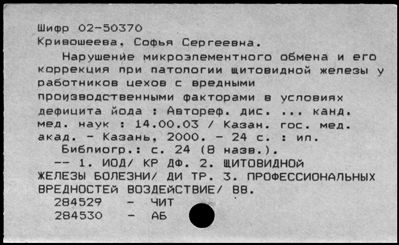 Шифр 02-50370
Кривошеева, Софья Сергеевна.
Нарушение микроэлементного обмена и его
коррекция при патологии щитовидной железы у
работников цехов с вредными
производственными факторами в условиях
дефицита йода : Автореф. дис. ... канд.
мед. наук : 14.00.03 / Казан. гос. мед.
акад. - Казань, 2000. - 24 с. : ил.
Библиогр.: с. 24 (8 назв.).
-- 1. ИОД/ КР ДФ. 2. ЩИТОВИДНОЙ
ЖЕЛЕЗЫ БОЛЕЗНИ/ ДИ ТР. 3. ПРОФЕССИОНАЛЬНЫХ
ВРЕДНОСТЕЙ ВОЗДЕЙСТВИЕ/ ВВ.
284529 - ЧИТ
284530 - АБ